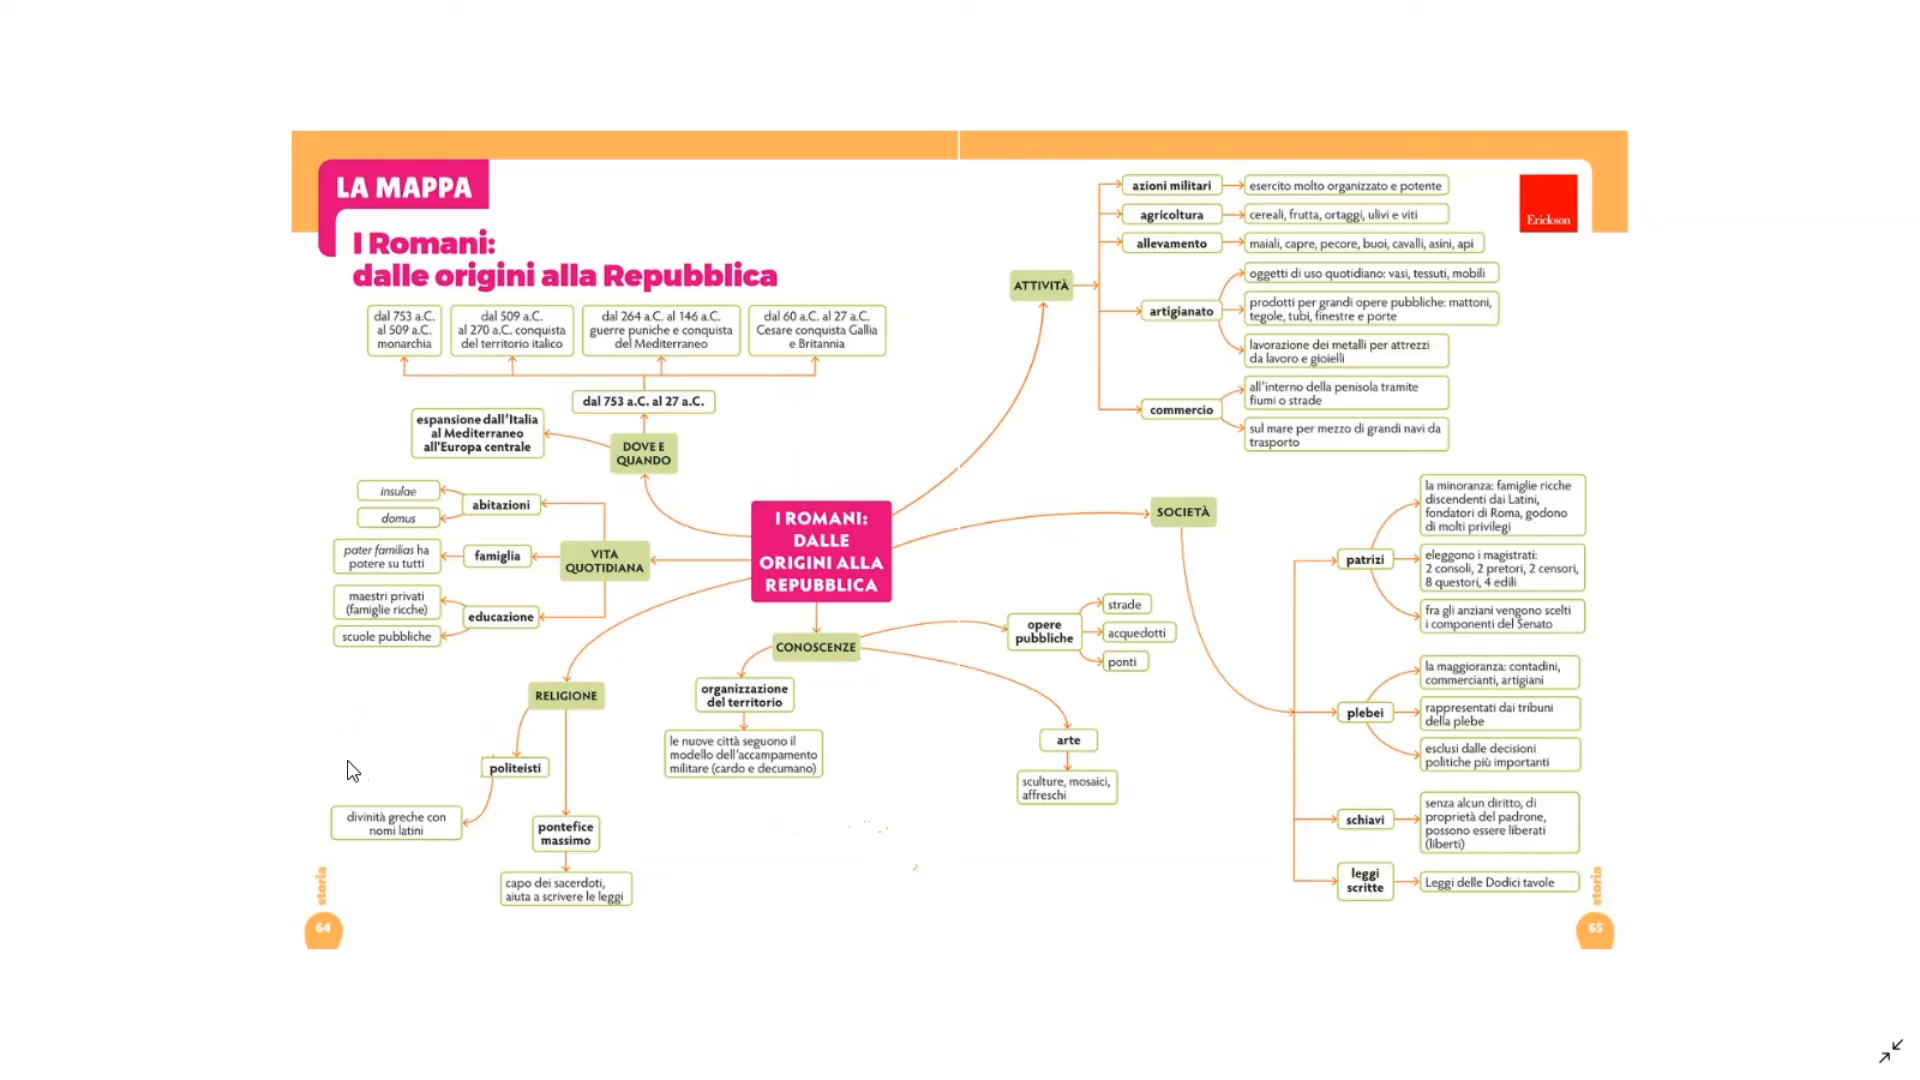 LA MAPPA
I Romani:
dalle origini alla Repubblica
dal 753 a.C.
al 509 a.C.
monarchia
dal 509 a.C.
al 270 a.C. conquista
del territorio italico
dal 264 a.C. al 146 a.C.
guerre puniche e conquista
del Mediterraneo
dal 60 a.C. al 27 a.C.
Cesare conquista Gallia
e Britannia
dal 753 a.C. al 27 a.C.
espansione dall'Italia
al Mediterraneo
all'Europa centrale
DOVE E
QUANDO
insulae
domus
abitazioni
pater familias ha
potere su tutti
famiglia
VITA
QUOTIDIANA
maestri privati
(famiglie ricche)
scuole pubbliche
educazione
I ROMANI:
DALLE
ORIGINI ALLA
REPUBBLICA
RELIGIONE
politeisti
divinità greche con
nomi latini
pontefice
massimo
capo dei sacerdoti,
aiuta a scrivere le leggi
CONOSCENZE
organizzazione
del territorio
le nuove città seguono il
modello dell'accampamento
militare (cardo e decumano)
opere
pubbliche
strade
acquedotti
ponti
arte
sculture, mosaici,
affreschi
ATTIVITÀ
azioni militari
esercito molto organizzato e potente
agricoltura
cereali, frutta, ortaggi, ulivi e viti
allevamento
maiali, capre, pecore, buoi, cavalli, asini, api
artigianato
oggetti di uso quotidiano: vasi, tessuti, mobili
prodotti per grandi opere pubbliche: mattoni,
tegole, tubi, finestre e porte
lavorazione dei metalli per attrezzi
da lavoro e gioielli
commercio
all'interno della penisola tramite
fiumi o strade
sul mare per mezzo di grandi navi da
trasporto
Erickson
SOCIETÀ
patrizi
la minoranza: famiglie ricche
discendenti dai Latini,
fondatori di Roma, godono
di molti privilegi
eleggono i magistrati:
2 consoli, 2 pretori, 2 censori,
8 questori, 4 edili
fra gli anziani vengono scelti
i componenti del Senato
plebei
la maggioranza: contadini,
commercianti, artigiani
rappresentati dai tribuni
della plebe
esclusi dalle decisioni
politiche più importanti
schiavi
senza alcun diritto, di
proprietà del padrone,
possono essere liberati
(liberti)
leggi
scritte
Leggi delle Dodici tavole
storia
64
storia
65